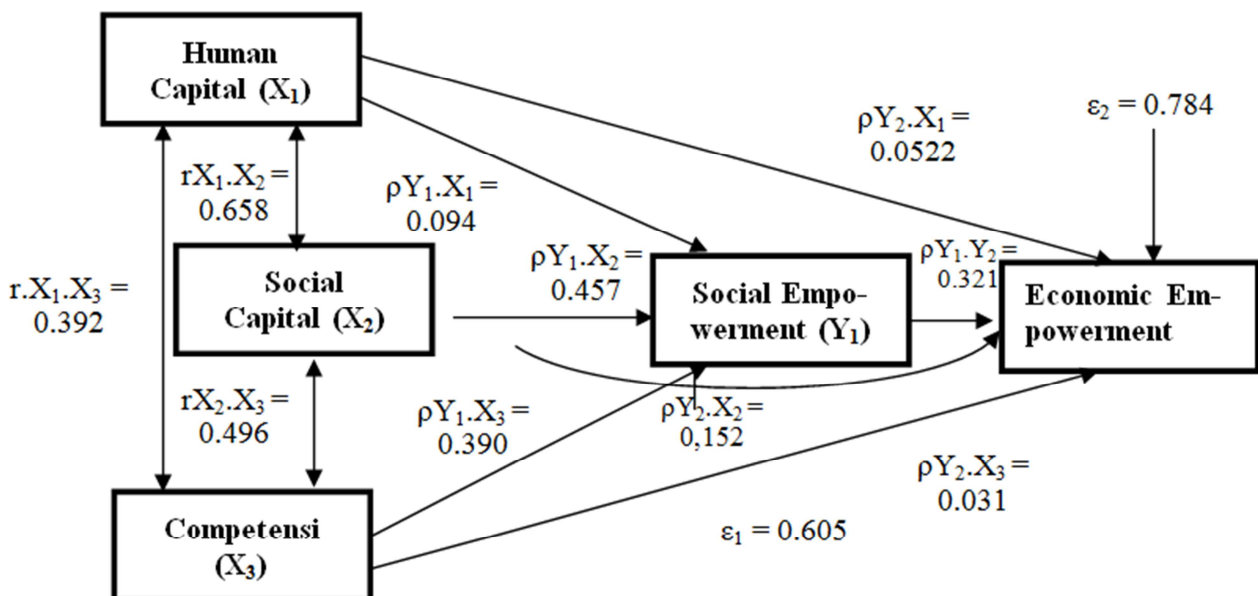 Human
Capital (X₁)
ε₂ = 0.784
ρY₂.X₁ =
0.0522
rX₁.X₂ =
0.658
ρY₁.X₁ =
0.094
Social
Capital (X₂)
r.X₁.X₃ =
0.392
ρY₁.X₂ =
0.457
Social Empo-
werment (Y₁)
ρY₁.Y₂ =
0.321
Economic Em-
powerment
rX₂.X₃ =
0.496
ρY₁.X₃ =
0.390
ρY₂.X₂ =
0,152
ρY₂.X₃ =
0.031
Competensi
(X₃)
ε₁ = 0.605